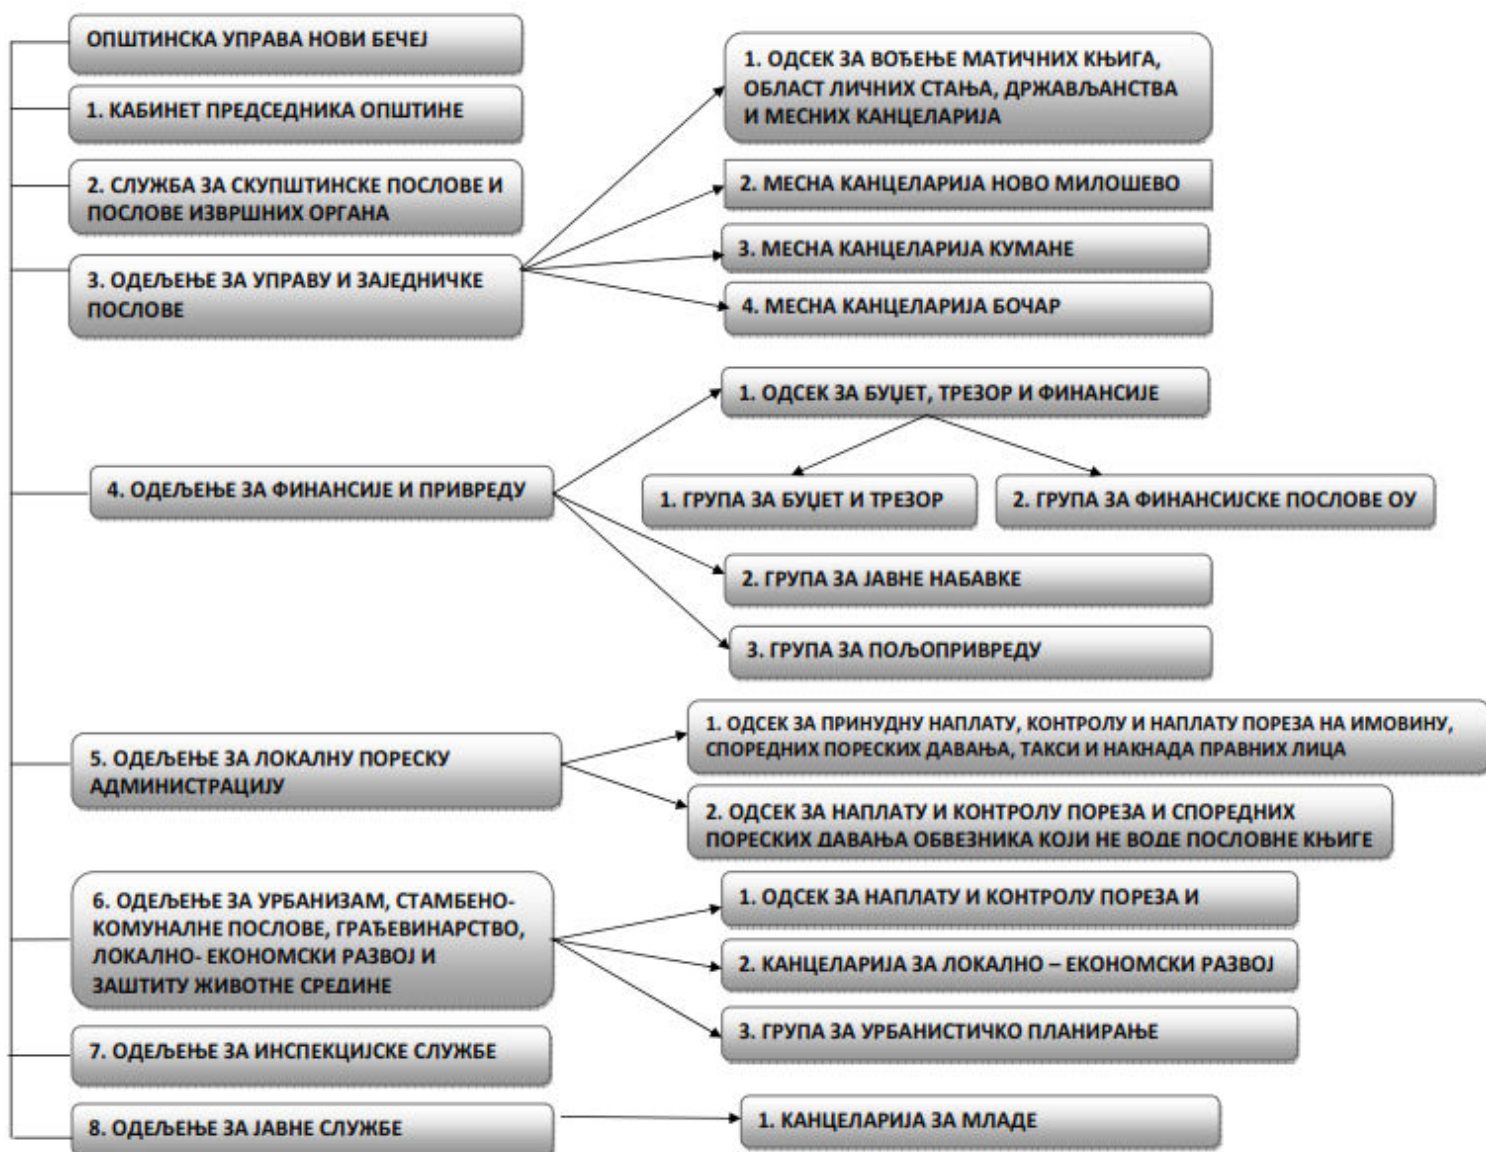 ОПШТИНСКА УПРАВА НОВИ БЕЧЕЈ
1. КАБИНЕТ ПРЕДСЕДНИКА ОПШТИНЕ
2. СЛУЖБА ЗА СКУПШТИНСКЕ ПОСЛОВЕ И
ПОСЛОВЕ ИЗВРШНИХ ОРГАНА
3. ОДЕЉЕЊЕ ЗА УПРАВУ И ЗАЈЕДНИЧКЕ
ПОСЛОВЕ
1. ОДСЕК ЗА ВОЂЕЊЕ МАТИЧНИХ КЊИГА,
ОБЛАСТ ЛИЧНИХ СТАЊА, ДРЖАВЉАНСТВА
И МЕСНИХ КАНЦЕЛАРИЈА
2. МЕСНА КАНЦЕЛАРИЈА НОВО МИЛОШЕВО
3. МЕСНА КАНЦЕЛАРИЈА КУМАНЕ
4. МЕСНА КАНЦЕЛАРИЈА БОЧАР
4. ОДЕЉЕЊЕ ЗА ФИНАНСИЈЕ И ПРИВРЕДУ
1. ОДСЕК ЗА БУЏЕТ, ТРЕЗОР И ФИНАНСИЈЕ
1. ГРУПА ЗА БУЏЕТ И ТРЕЗОР
2. ГРУПА ЗА ФИНАНСИЈСКЕ ПОСЛОВЕ ОУ
2. ГРУПА ЗА ЈАВНЕ НАБАВКЕ
3. ГРУПА ЗА ПОЉОПРИВРЕДУ
5. ОДЕЉЕЊЕ ЗА ЛОКАЛНУ ПОРЕСКУ
АДМИНИСТРАЦИЈУ
1. ОДСЕК ЗА ПРИНУДНУ НАПЛАТУ, КОНТРОЛУ И НАПЛАТУ ПОРЕЗА НА ИМОВИНУ,
СПОРЕДНИХ ПОРЕСКИХ ДАВАЊА, ТАКСИ И НАКНАДА ПРАВНИХ ЛИЦА
2. ОДСЕК ЗА НАПЛАТУ И КОНТРОЛУ ПОРЕЗА И СПОРЕДНИХ
ПОРЕСКИХ ДАВАЊА ОБВЕЗНИКА КОЈИ НЕ ВОДЕ ПОСЛОВНЕ КЊИГЕ
6. ОДЕЉЕЊЕ ЗА УРБАНИЗАМ, СТАМБЕНО-
КОМУНАЛНЕ ПОСЛОВЕ, ГРАЂЕВИНАРСТВО,
ЛОКАЛНО- ЕКОНОМСКИ РАЗВОЈ И
ЗАШТИТУ ЖИВОТНЕ СРЕДИНЕ
1. ОДСЕК ЗА НАПЛАТУ И КОНТРОЛУ ПОРЕЗА И
2. КАНЦЕЛАРИЈА ЗА ЛОКАЛНО – ЕКОНОМСКИ РАЗВОЈ
3. ГРУПА ЗА УРБАНИСТИЧКО ПЛАНИРАЊЕ
7. ОДЕЉЕЊЕ ЗА ИНСПЕКЦИЈСКЕ СЛУЖБЕ
8. ОДЕЉЕЊЕ ЗА ЈАВНЕ СЛУЖБЕ
1. КАНЦЕЛАРИЈА ЗА МЛАДЕ